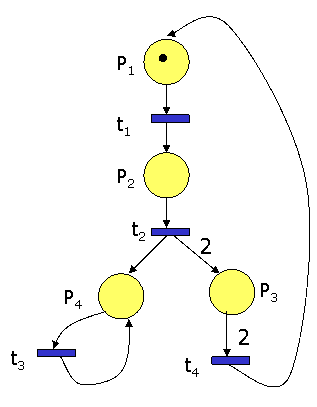 P₁
t₁
P₂
t₂
2
P₄
P₃
2
t₃
t₄